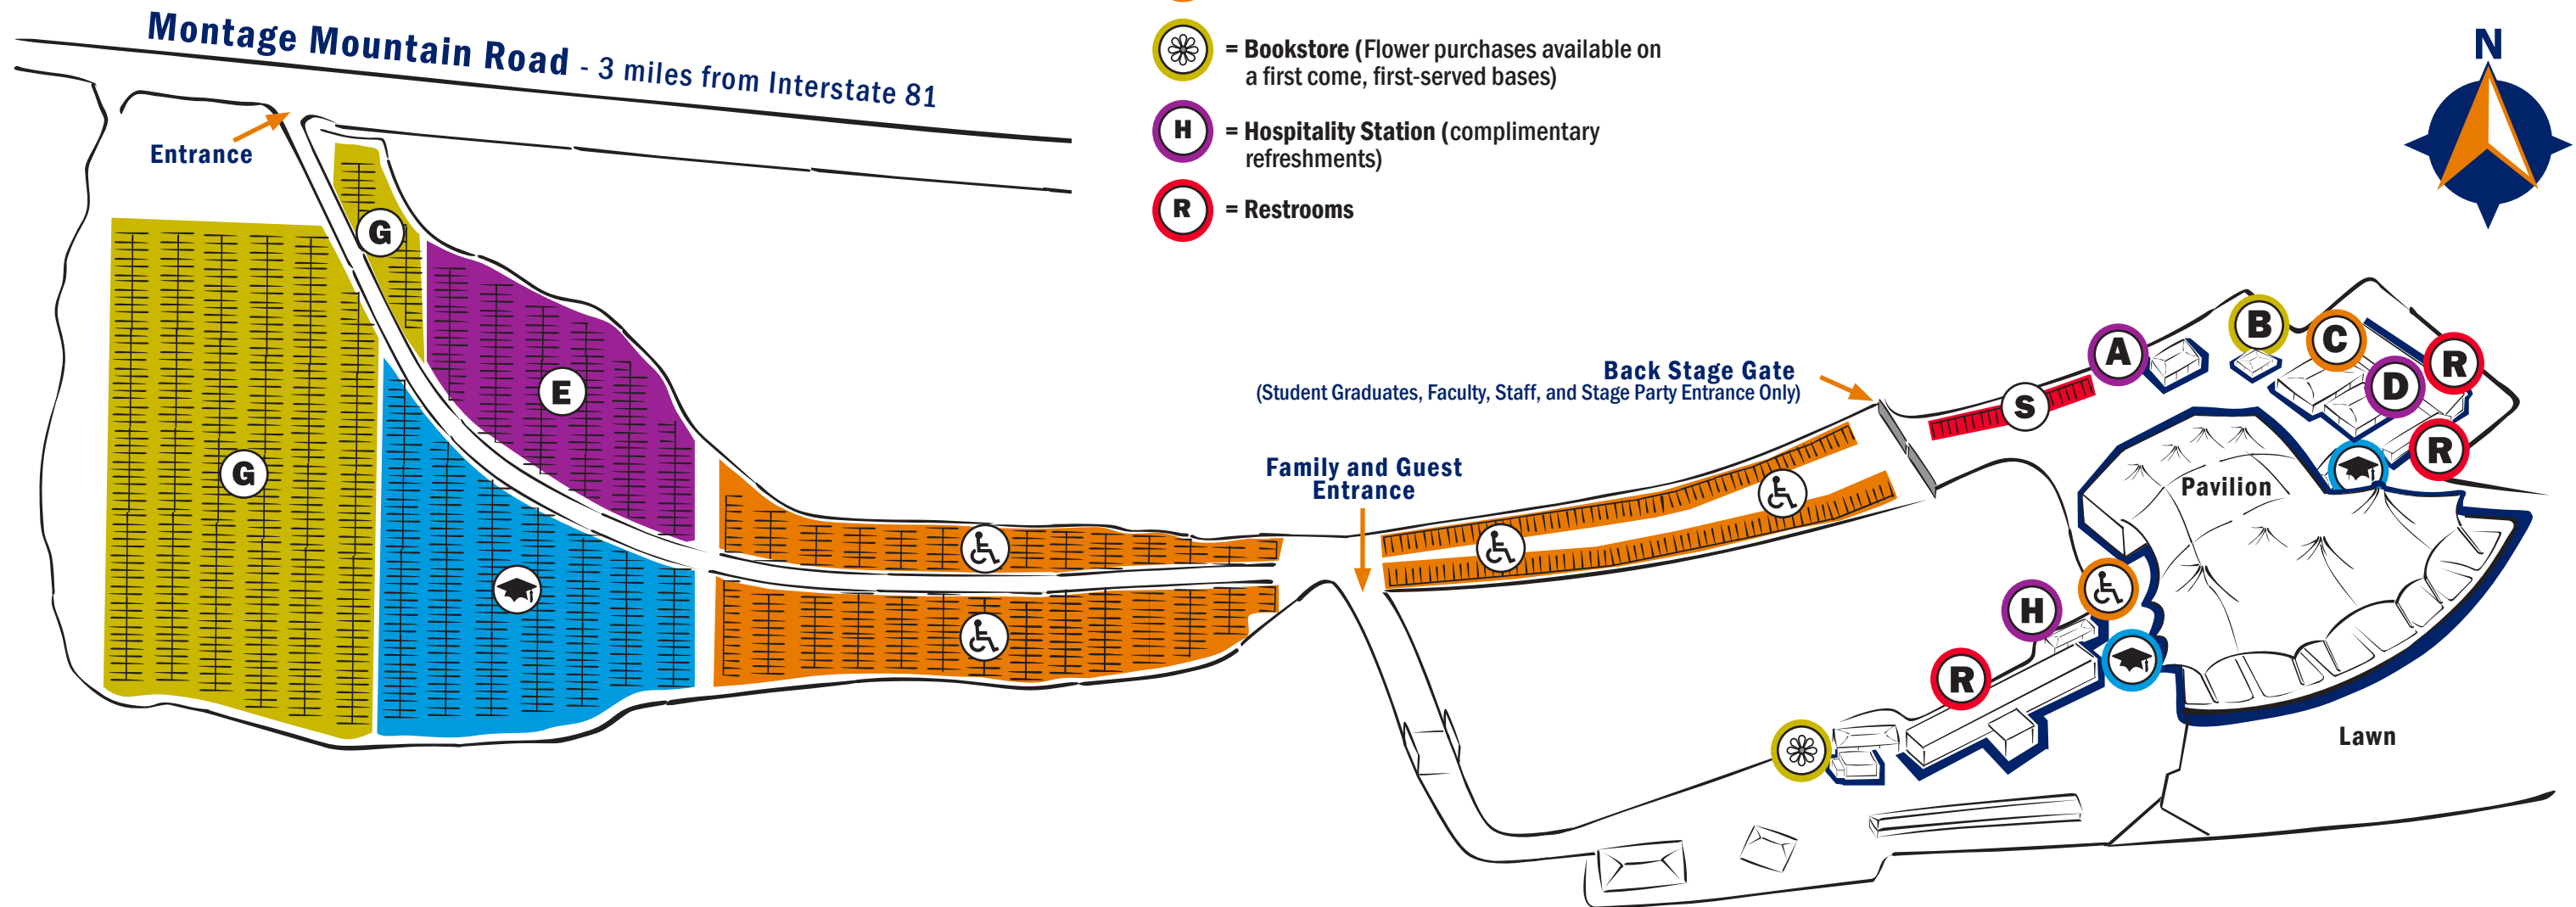 Montage Mountain Road - 3 miles from Interstate 81
= Bookstore (Flower purchases available on
a first come, first-served bases)
H = Hospitality Station (complimentary
refreshments)
R = Restrooms
N
Entrance
G
G
E
Family and Guest
Entrance
Back Stage Gate
(Student Graduates, Faculty, Staff, and Stage Party Entrance Only)
S
A
B
C
D
R
R
Pavilion
H
R
Lawn